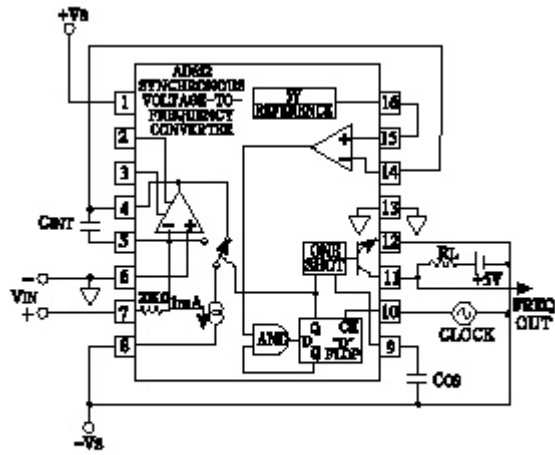 +Vs
AD652
SYNCHRONOUS
VOLTAGE-TO-
FREQUENCY
CONVERTER
5V
REFERENCE
1
2
3
4
5
6
7
8
16
15
14
13
12
11
10
9
CINT
- + 
+
-
ONE
SHOT
RL
+5V
FREQ
OUT
-
VIN
+
20kΩ
1mA
AND
Q
D
Q
CK
"D"
FLOP
CLOCK
COS
-Vs